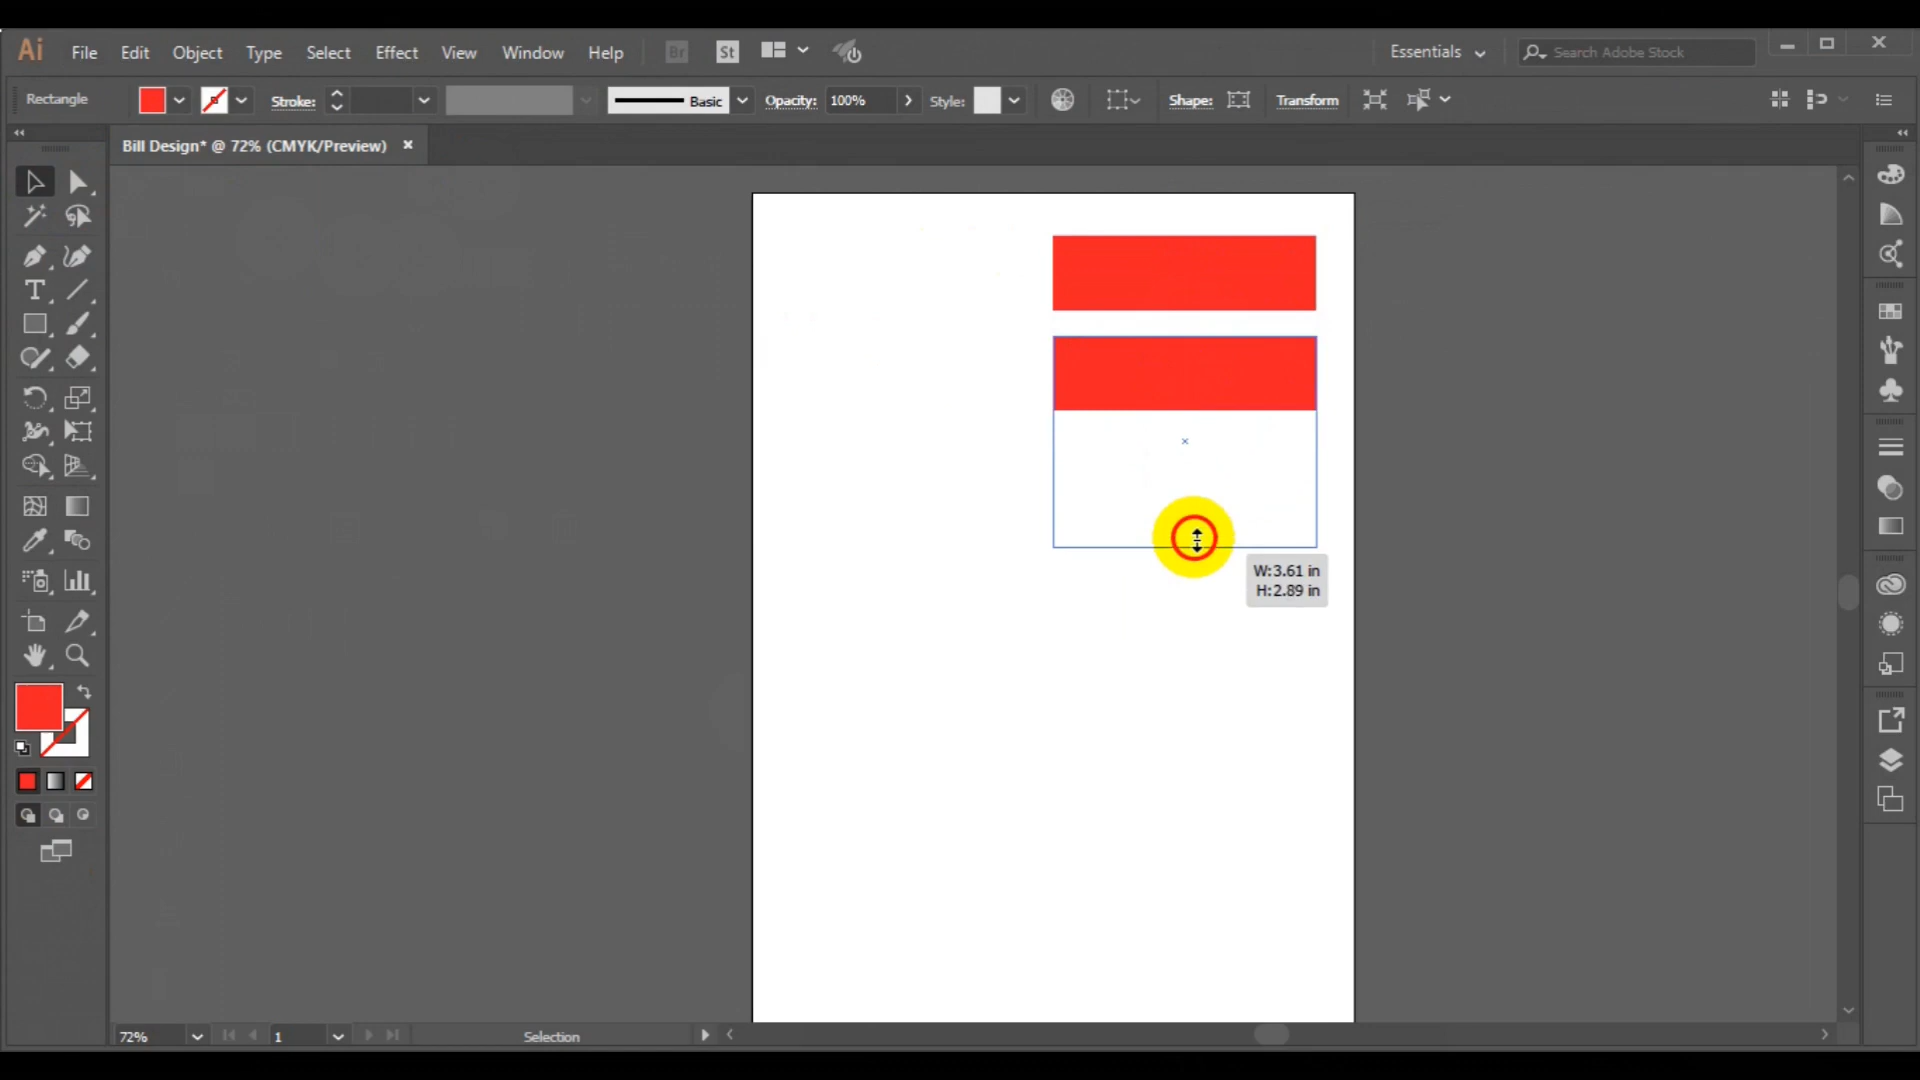 Ai File Edit Object Type Select Effect View Window Help Br St Essentials Search Adobe Stock
Rectangle Stroke: Basic Opacity: 100% Style: Shape: Transform
Bill Design* @ 72% (CMYK/Preview) ×
W:3.61 in
H:2.89 in
72% 1 Selection